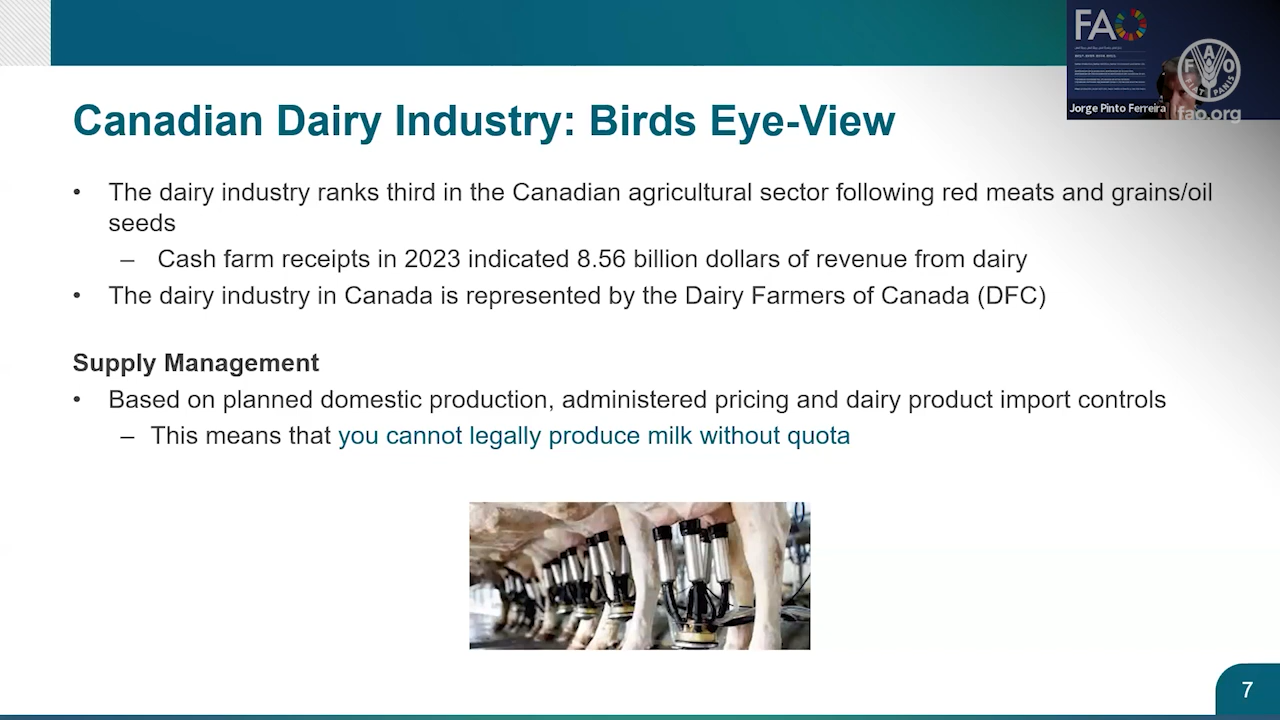 FAO
Jorge Pinto Ferreira
FAO
FIAT PANIS
fao.org
Canadian Dairy Industry: Birds Eye-View
• The dairy industry ranks third in the Canadian agricultural sector following red meats and grains/oil
seeds
– Cash farm receipts in 2023 indicated 8.56 billion dollars of revenue from dairy
• The dairy industry in Canada is represented by the Dairy Farmers of Canada (DFC)
Supply Management
• Based on planned domestic production, administered pricing and dairy product import controls
– This means that you cannot legally produce milk without quota
7